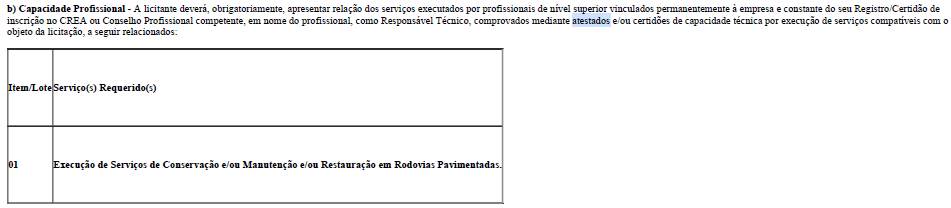 b) Capacidade Profissional - A licitante deverá, obrigatoriamente, apresentar relação dos serviços executados por profissionais de nível superior vinculados permanentemente à empresa e constante do seu Registro/Certidão de
inscrição no CREA ou Conselho Profissional competente, em nome do profissional, como Responsável Técnico, comprovados mediante atestados e/ou certidões de capacidade técnica por execução de serviços compatíveis com o
objeto da licitação, a seguir relacionados:
Item/Lote Serviço(s) Requerido(s)
01 Execução de Serviços de Conservação e/ou Manutenção e/ou Restauração em Rodovias Pavimentadas.